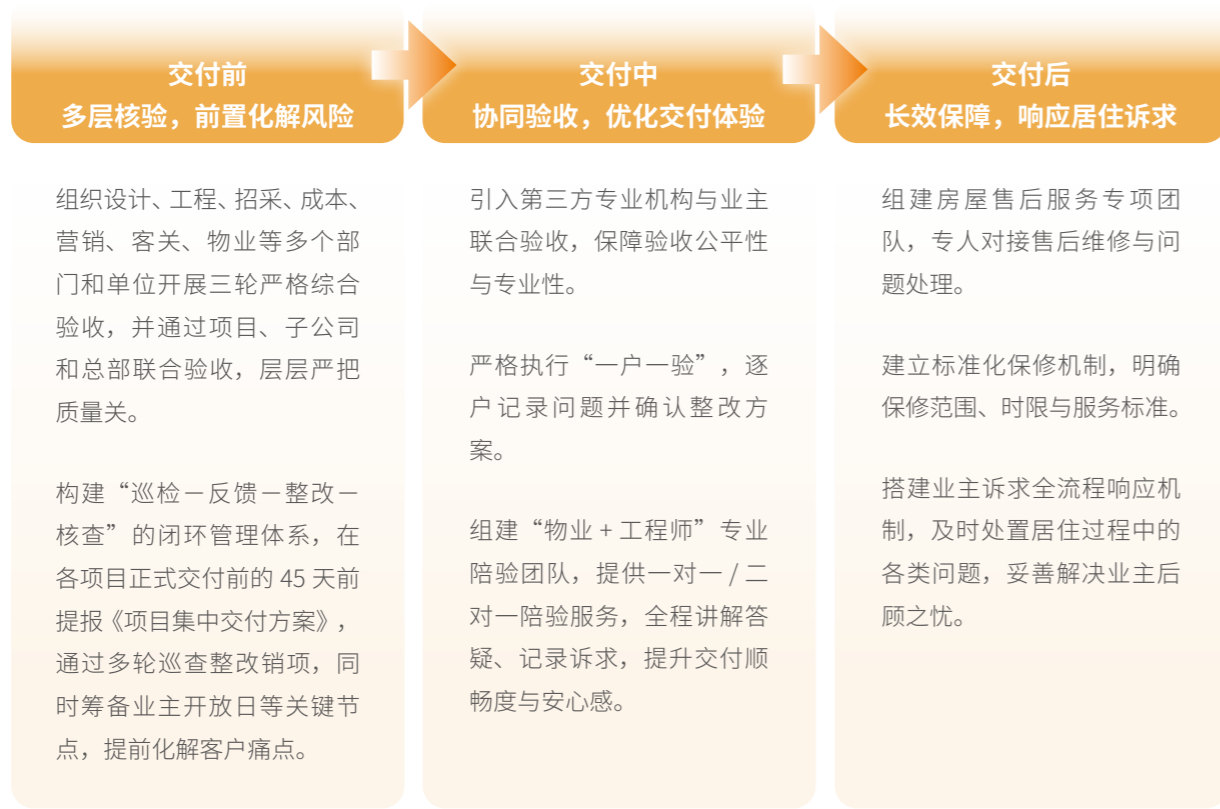 交付前
多层核验，前置化解风险
组织设计、工程、招采、成本、
营销、客关、物业等多个部
门和单位开展三轮严格综合
验收，并通过项目、子公司
和总部联合验收，层层严把
质量关。
构建“巡检－反馈－整改－
核查”的闭环管理体系，在
各项目正式交付前的 45 天前
提报《项目集中交付方案》，
通过多轮巡查整改销项，同
时筹备业主开放日等关键节
点，提前化解客户痛点。
交付中
协同验收，优化交付体验
引入第三方专业机构与业主
联合验收，保障验收公平性
与专业性。
严格执行“一户一验”，逐
户记录问题并确认整改方
案。
组建“物业 + 工程师”专业
陪验团队，提供一对一 / 二
对一陪验服务，全程讲解答
疑、记录诉求，提升交付顺
畅度与安心感。
交付后
长效保障，响应居住诉求
组建房屋售后服务专项团
队，专人对接售后维修与问
题处理。
建立标准化保修机制，明确
保修范围、时限与服务标准。
搭建业主诉求全流程响应机
制，及时处置居住过程中的
各类问题，妥善解决业主后
顾之忧。